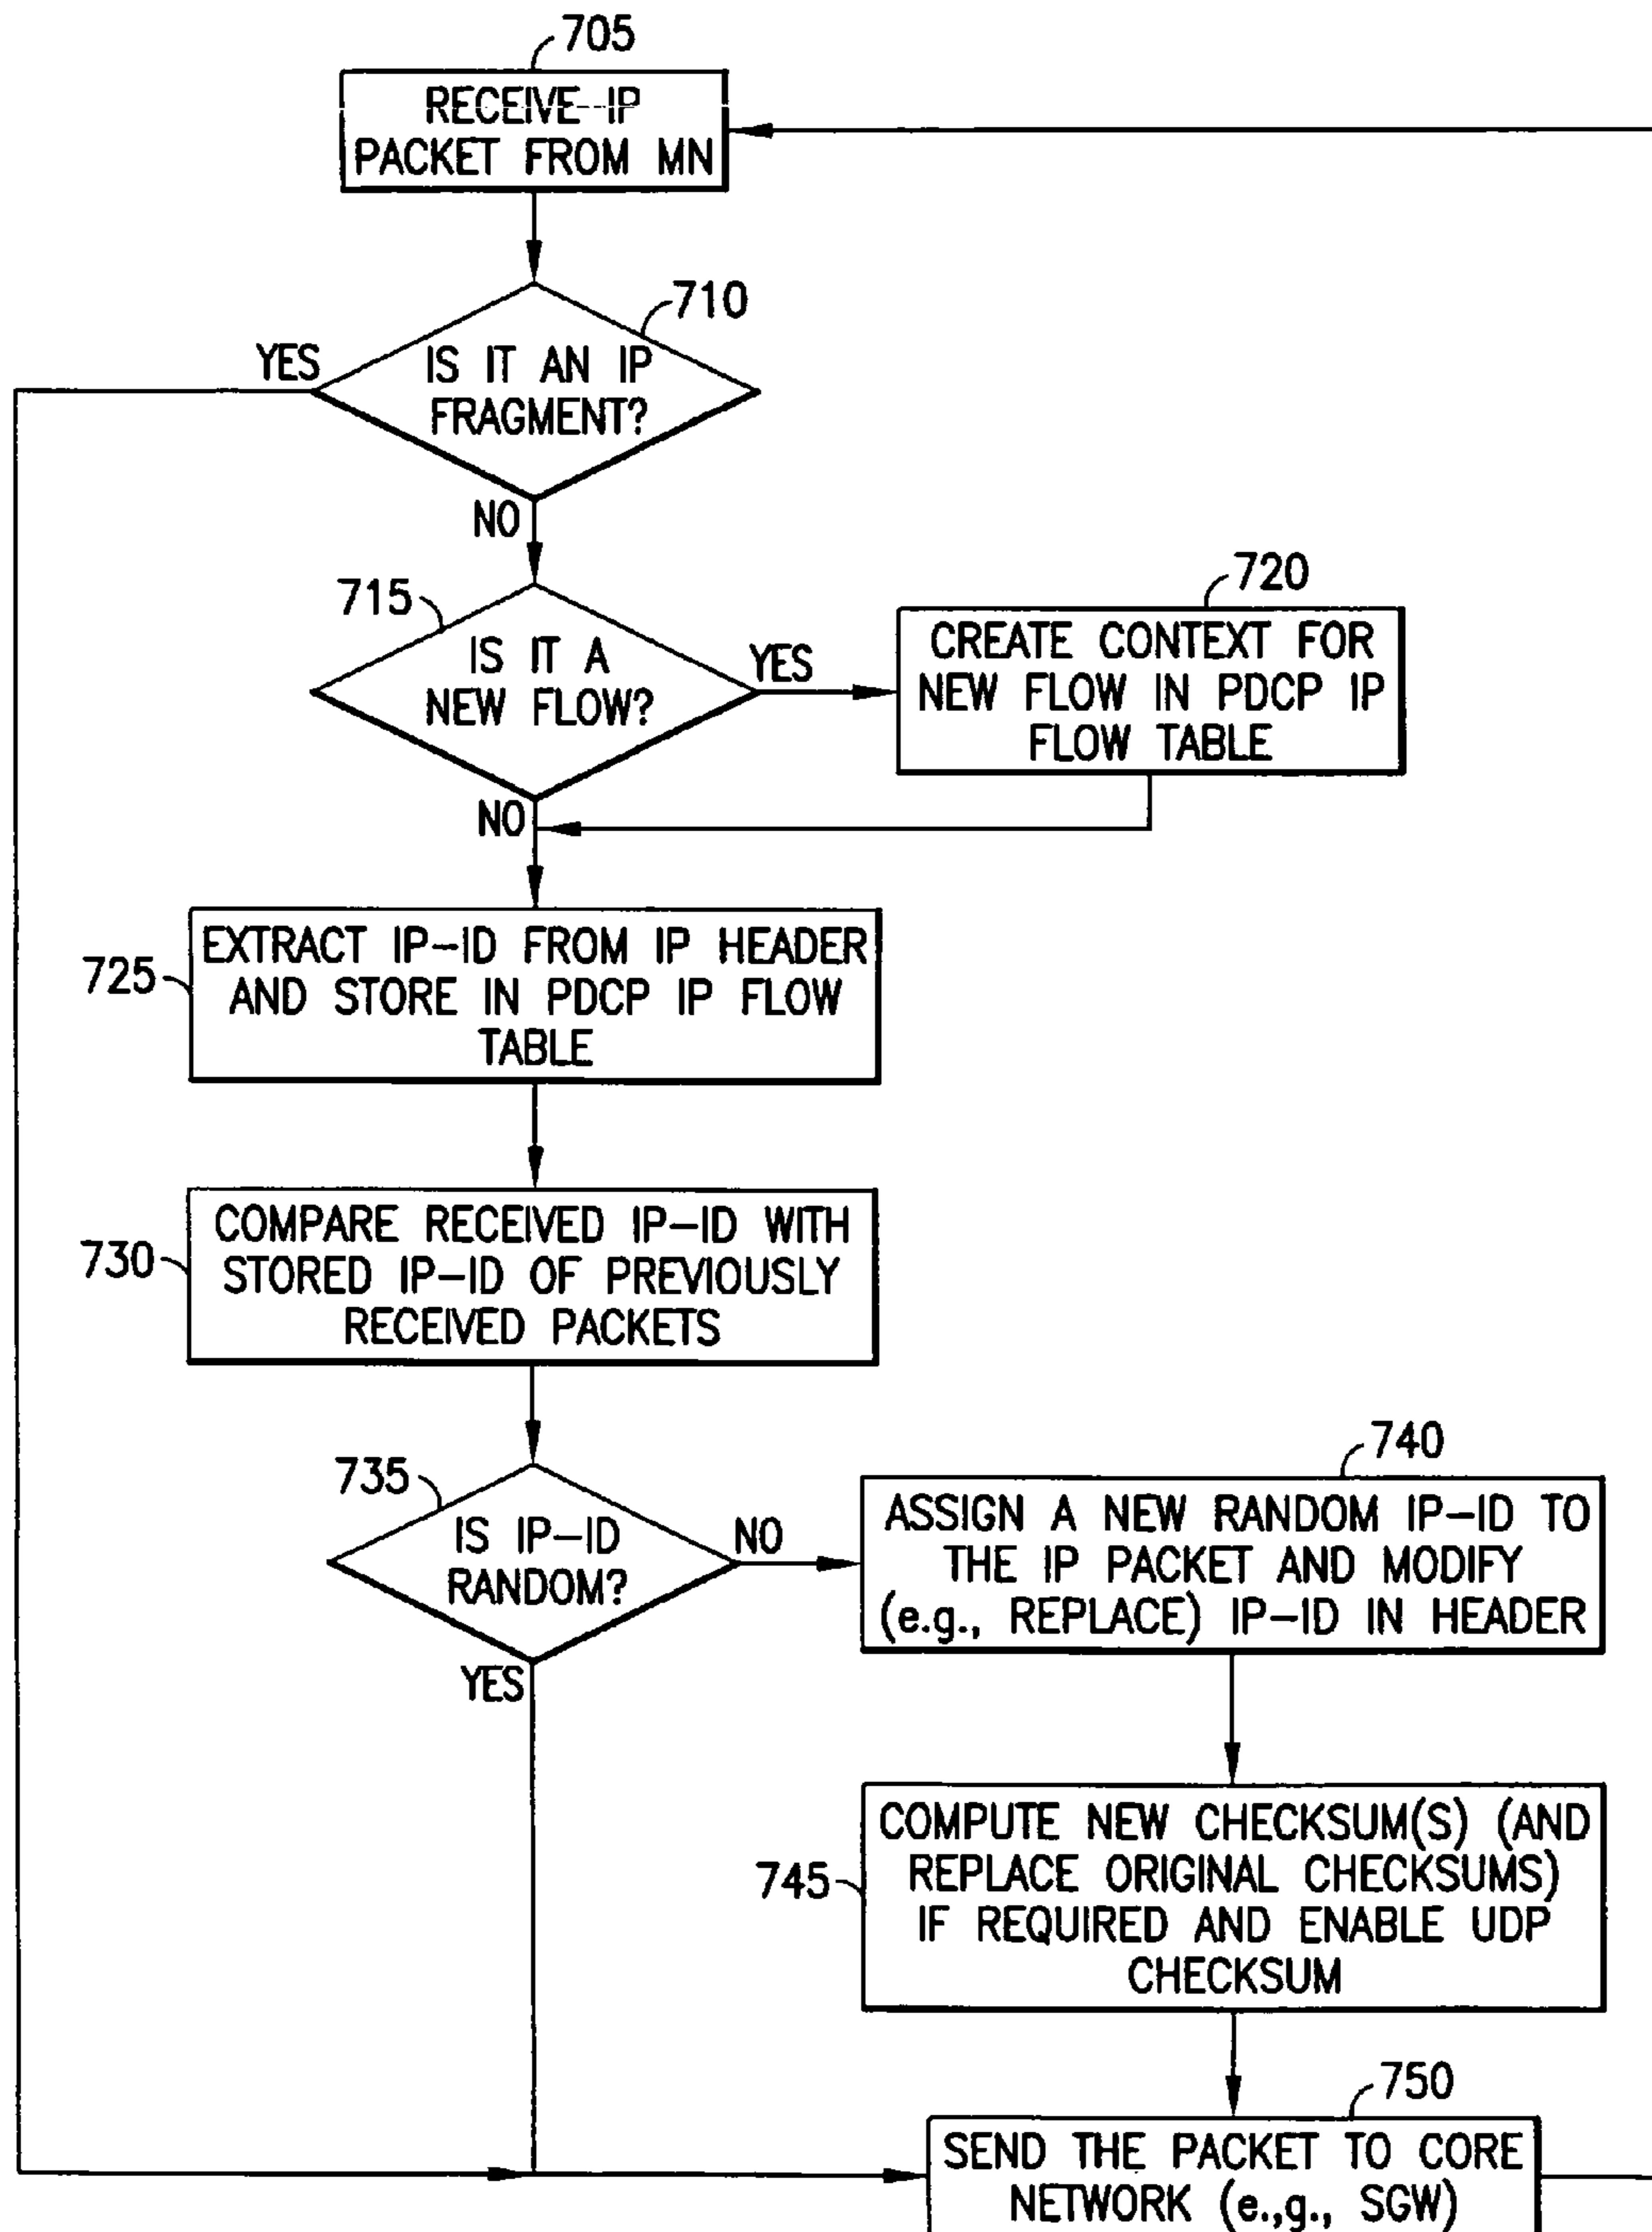 705
RECEIVE IP
PACKET FROM MN
710
YES
IS IT AN IP
FRAGMENT?
NO
715
IS IT A
NEW FLOW?
YES
720
CREATE CONTEXT FOR
NEW FLOW IN PDCP IP
FLOW TABLE
NO
725
EXTRACT IP-ID FROM IP HEADER
AND STORE IN PDCP IP FLOW
TABLE
730
COMPARE RECEIVED IP-ID WITH
STORED IP-ID OF PREVIOUSLY
RECEIVED PACKETS
735
IS IP-ID
RANDOM?
NO
YES
740
ASSIGN A NEW RANDOM IP-ID TO
THE IP PACKET AND MODIFY
(e.g., REPLACE) IP-ID IN HEADER
745
COMPUTE NEW CHECKSUM(S) (AND
REPLACE ORIGINAL CHECKSUMS)
IF REQUIRED AND ENABLE UDP
CHECKSUM
750
SEND THE PACKET TO CORE
NETWORK (e.,g., SGW)